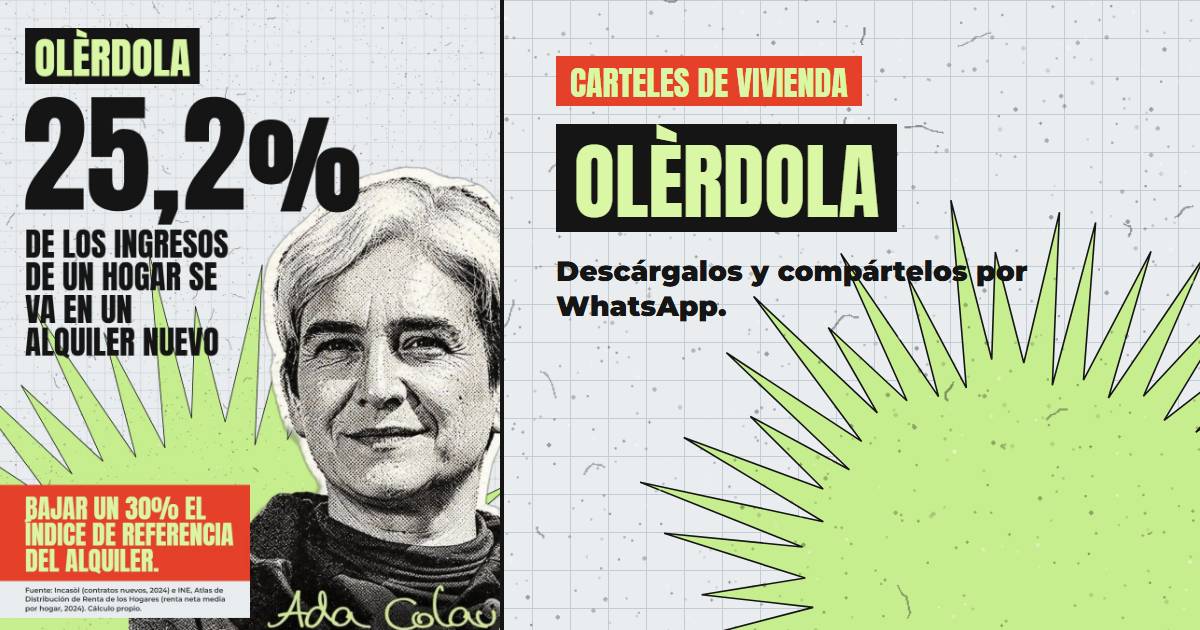 OLÈRDOLA
25,2%
DE LOS INGRESOS
DE UN HOGAR SE
VA EN UN
ALQUILER NUEVO
BAJAR UN 30% EL
ÍNDICE DE REFERENCIA
DEL ALQUILER.
Fuente: Incasòl (contratos nuevos, 2024) e INE, Atlas de
Distribución de Renta de los Hogares (renta neta media
por hogar, 2024). Cálculo propio.
Ada Colau
CARTELES DE VIVIENDA
OLÈRDOLA
Descárgalos y compártelos por
WhatsApp.